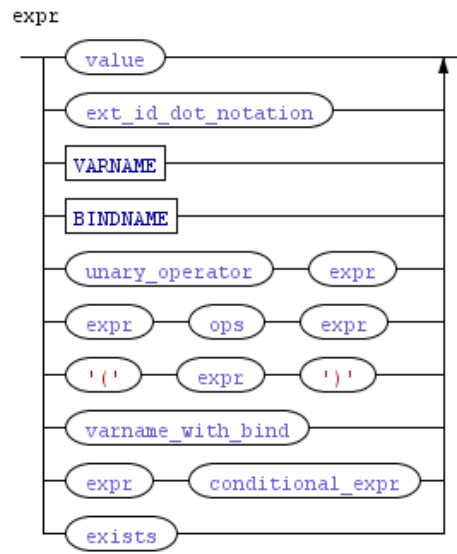 expr
value
ext_id_dot_notation
VARNAME
BINDNAME
unary_operator expr
expr ops expr
'(' expr ')'
varname_with_bind
expr conditional_expr
exists